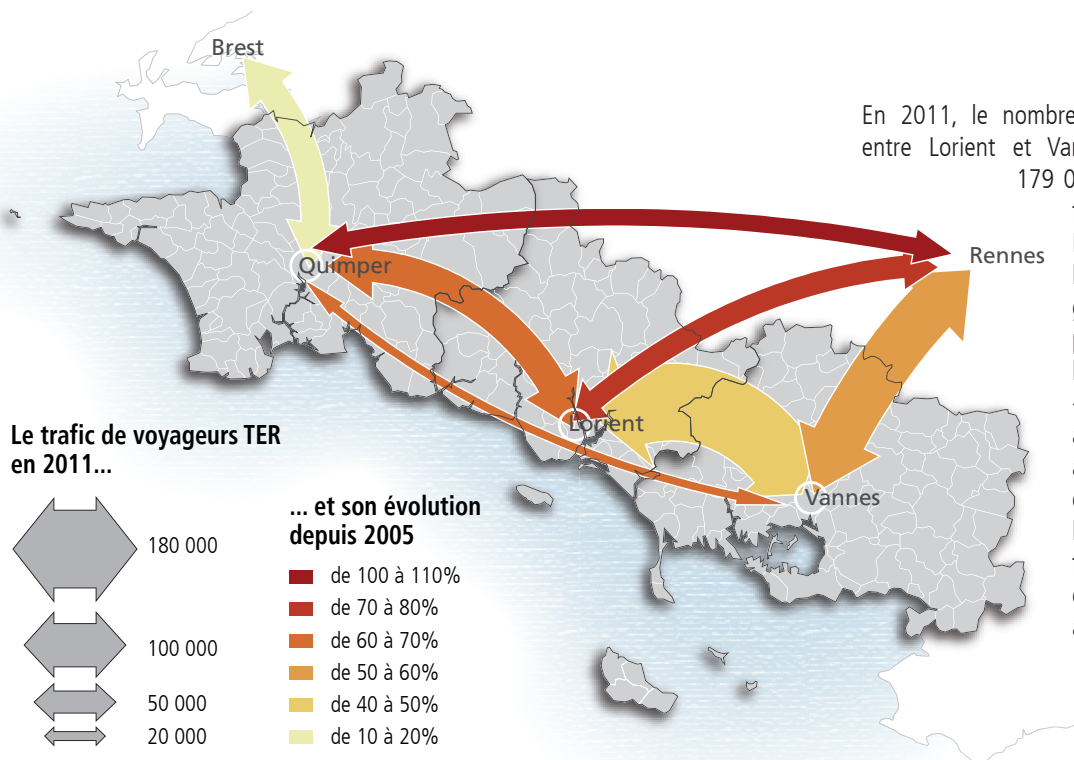 Brest
En 2011, le nombre
entre Lorient et Var
179 0
Rennes
Quimper
Lorient
Vannes
Le trafic de voyageurs TER
en 2011...
180 000
100 000
50 000
20 000
... et son évolution
depuis 2005
de 100 à 110%
de 70 à 80%
de 60 à 70%
de 50 à 60%
de 40 à 50%
de 10 à 20%